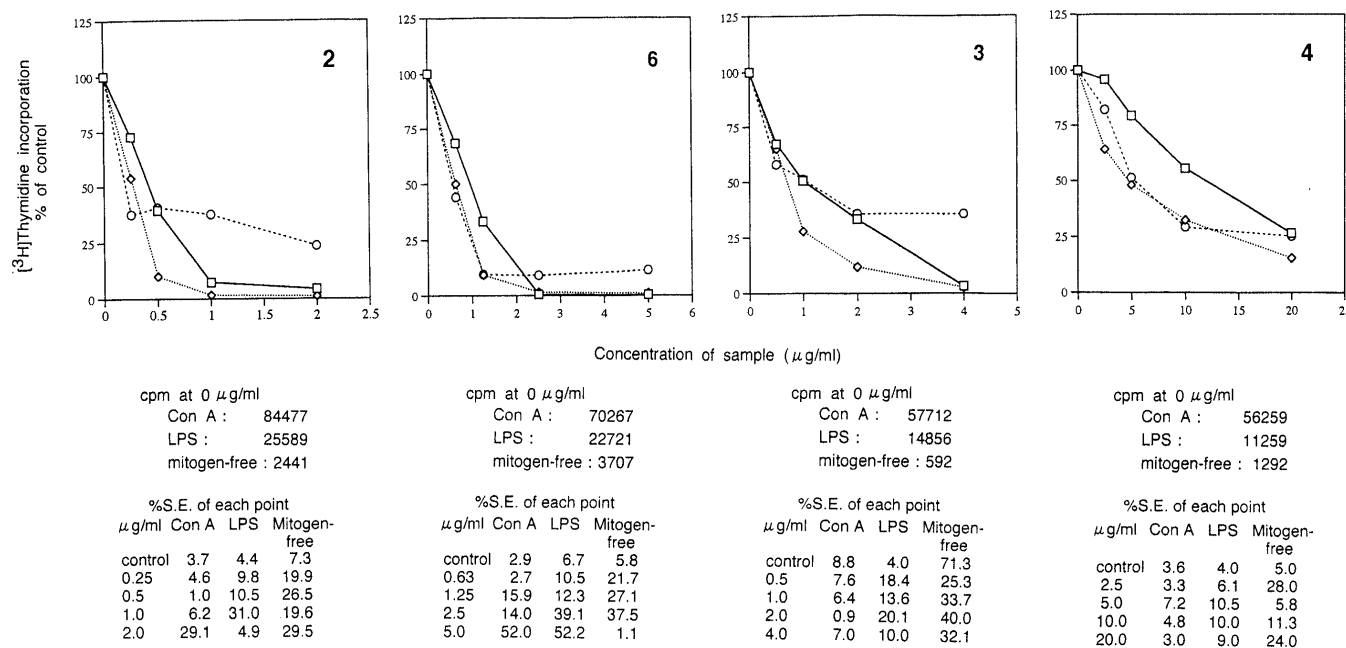 2
6
3
4
[³H]Thymidine incorporation
% of control
125
100
75
50
25
0
0 0.5 1 1.5 2 2.5
125
100
75
50
25
0
0 1 2 3 4 5 6
125
100
75
50
25
0
0 1 2 3 4 5
125
100
75
50
25
0
0 5 10 15 20
Concentration of sample (μg/ml)
cpm at 0 μg/ml
Con A : 84477
LPS : 25589
mitogen-free : 2441
%S.E. of each point
μg/ml Con A LPS Mitogen-
free
control 3.7 4.4 7.3
0.25 4.6 9.8 19.9
0.5 1.0 10.5 26.5
1.0 6.2 31.0 19.6
2.0 29.1 4.9 29.5
cpm at 0 μg/ml
Con A : 70267
LPS : 22721
mitogen-free : 3707
%S.E. of each point
μg/ml Con A LPS Mitogen-
free
control 2.9 6.7 5.8
0.63 2.7 10.5 21.7
1.25 15.9 12.3 27.1
2.5 14.0 39.1 37.5
5.0 52.0 52.2 1.1
cpm at 0 μg/ml
Con A : 57712
LPS : 14856
mitogen-free : 592
%S.E. of each point
μg/ml Con A LPS Mitogen-
free
control 8.8 4.0 71.3
0.5 7.6 18.4 25.3
1.0 6.4 13.6 33.7
2.0 0.9 20.1 40.0
4.0 7.0 10.0 32.1
cpm at 0 μg/ml
Con A : 56259
LPS : 11259
mitogen-free : 1292
%S.E. of each point
μg/ml Con A LPS Mitogen-
free
control 3.6 4.0 5.0
2.5 3.3 6.1 28.0
5.0 7.2 10.5 5.8
10.0 4.8 10.0 11.3
20.0 3.0 9.0 24.0